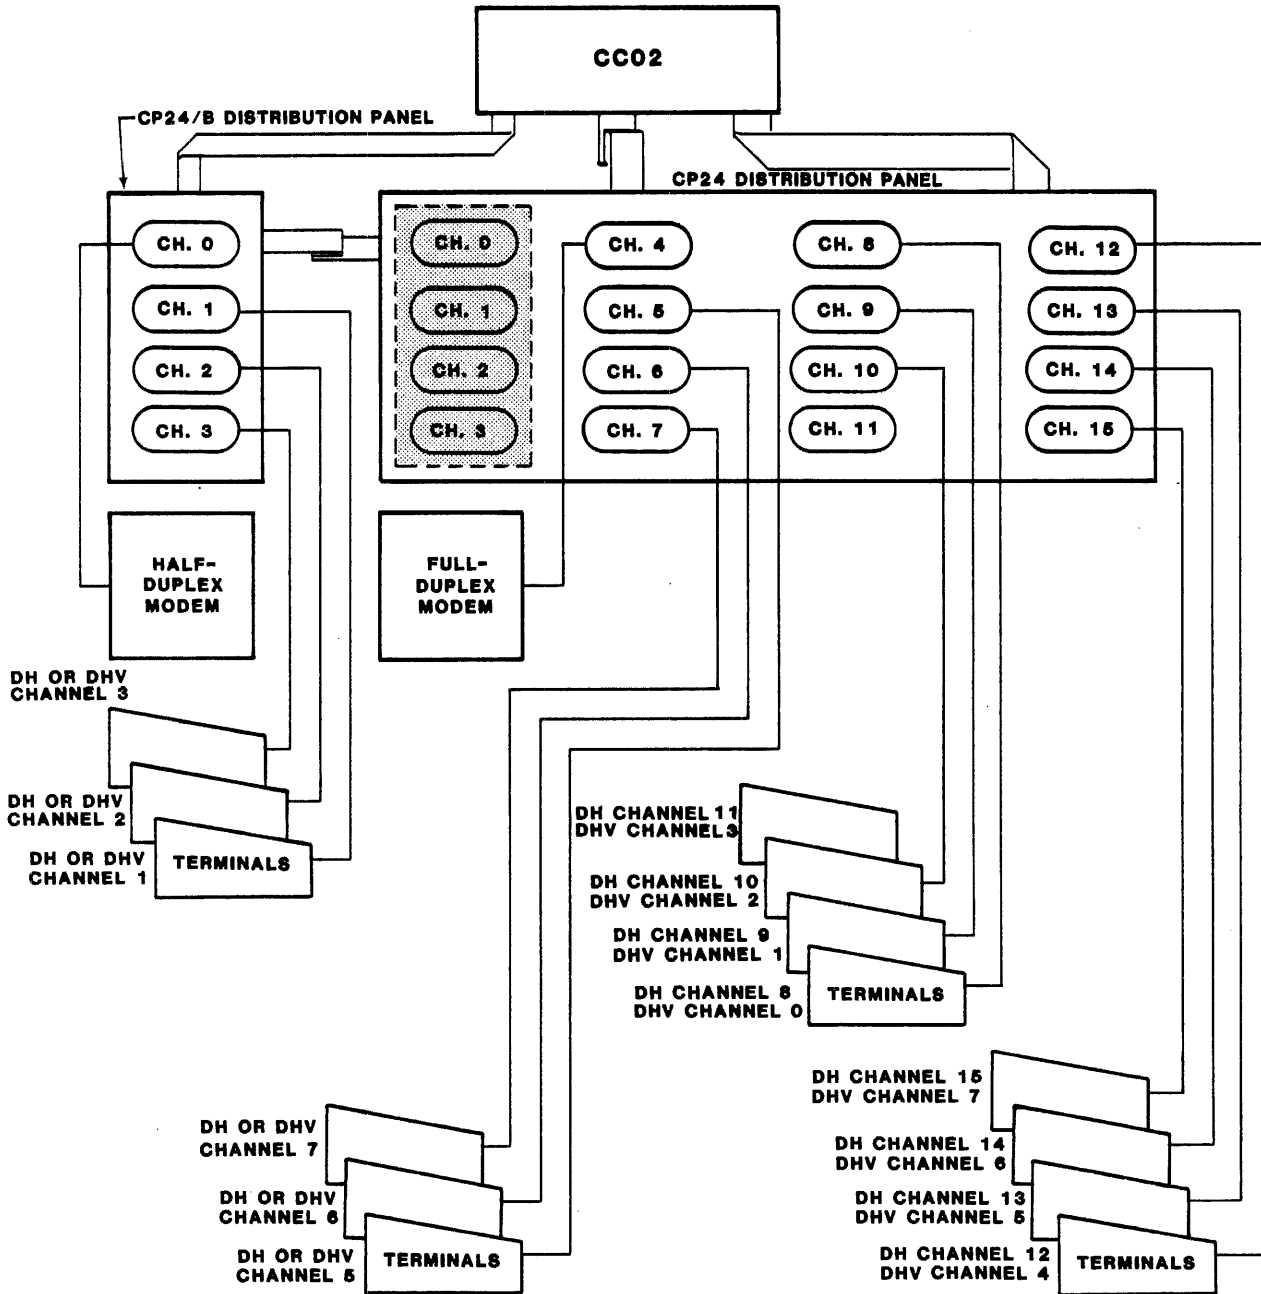 CC02
CP24/B DISTRIBUTION PANEL
CP24 DISTRIBUTION PANEL
CH. 0
CH. 1
CH. 2
CH. 3
CH. 0
CH. 1
CH. 2
CH. 3
CH. 4
CH. 5
CH. 6
CH. 7
CH. 8
CH. 9
CH. 10
CH. 11
CH. 12
CH. 13
CH. 14
CH. 15
HALF-
DUPLEX
MODEM
FULL-
DUPLEX
MODEM
DH OR DHV
CHANNEL 3
DH OR DHV
CHANNEL 2
DH OR DHV
CHANNEL 1
TERMINALS
DH CHANNEL 11
DHV CHANNEL 3
DH CHANNEL 10
DHV CHANNEL 2
DH CHANNEL 9
DHV CHANNEL 1
DH CHANNEL 8
DHV CHANNEL 0
TERMINALS
DH OR DHV
CHANNEL 7
DH OR DHV
CHANNEL 6
DH OR DHV
CHANNEL 5
TERMINALS
DH CHANNEL 15
DHV CHANNEL 7
DH CHANNEL 14
DHV CHANNEL 6
DH CHANNEL 13
DHV CHANNEL 5
DH CHANNEL 12
DHV CHANNEL 4
TERMINALS